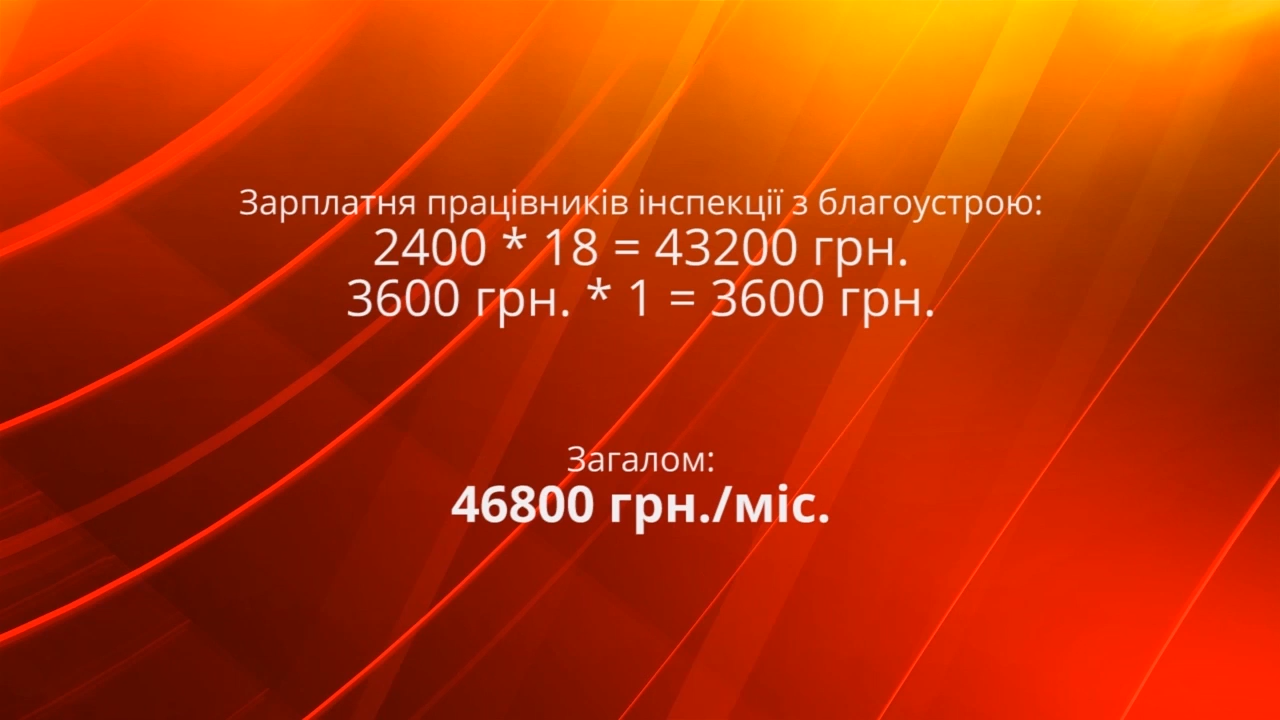 Зарплатня працівників інспекції з благоустрою:
2400 * 18 = 43200 грн.
3600 грн. * 1 = 3600 грн.
Загалом:
46800 грн./міс.